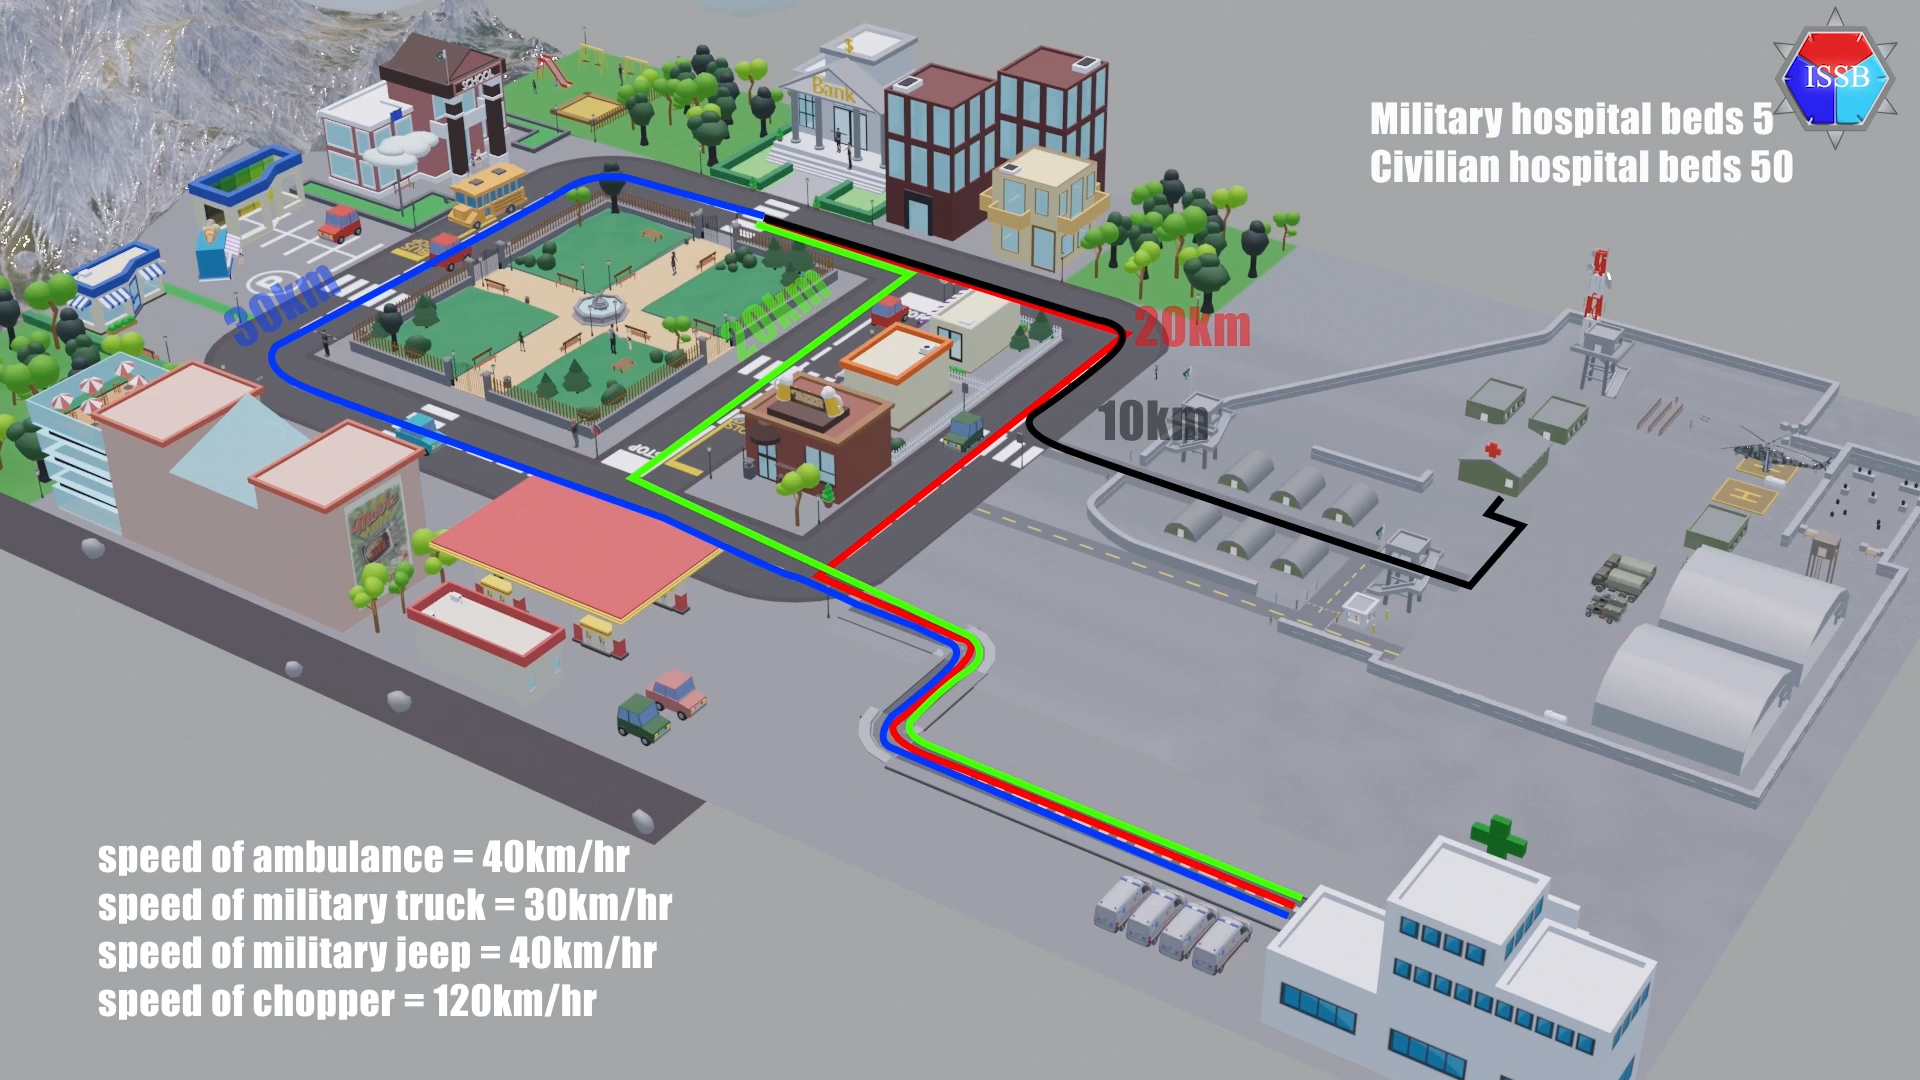 ISSB
Military hospital beds 5
Civilian hospital beds 50
SCHOOL
$
Bank
30km
20km
20km
10km
STOP
STOP
Movie
H
speed of ambulance = 40km/hr
speed of military truck = 30km/hr
speed of military jeep = 40km/hr
speed of chopper = 120km/hr